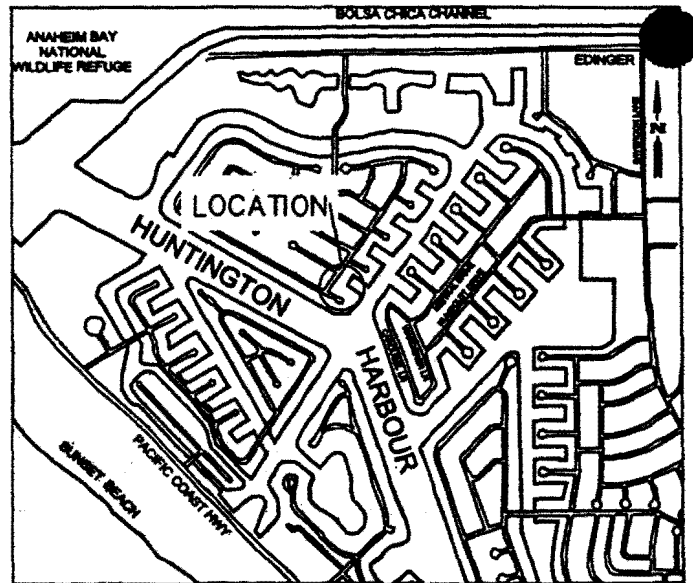 BOLSA CHICA CHANNEL
ANAHEIM BAY
NATIONAL
WILDLIFE REFUGE
EDINGER
N
LOCATION
HUNTINGTON
HARBOUR
PACIFIC COAST HWY
SUNSET BEACH